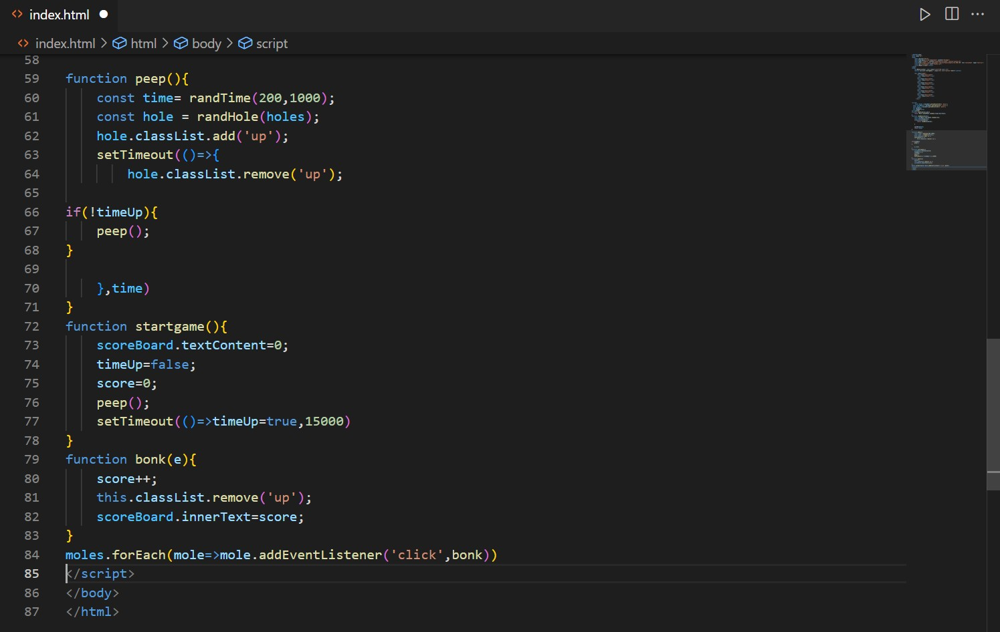 index.html
index.html > html > body > script
58
59 function peep(){
60     const time= randTime(200,1000);
61     const hole = randHole(holes);
62     hole.classList.add('up');
63     setTimeout(()=>{
64         hole.classList.remove('up');
65
66 if(!timeUp){
67     peep();
68 }
69
70     },time)
71 }
72 function startgame(){
73     scoreBoard.textContent=0;
74     timeUp=false;
75     score=0;
76     peep();
77     setTimeout(()=>timeUp=true,15000)
78 }
79 function bonk(e){
80     score++;
81     this.classList.remove('up');
82     scoreBoard.innerText=score;
83 }
84 moles.forEach(mole=>mole.addEventListener('click',bonk))
85 </script>
86 </body>
87 </html>